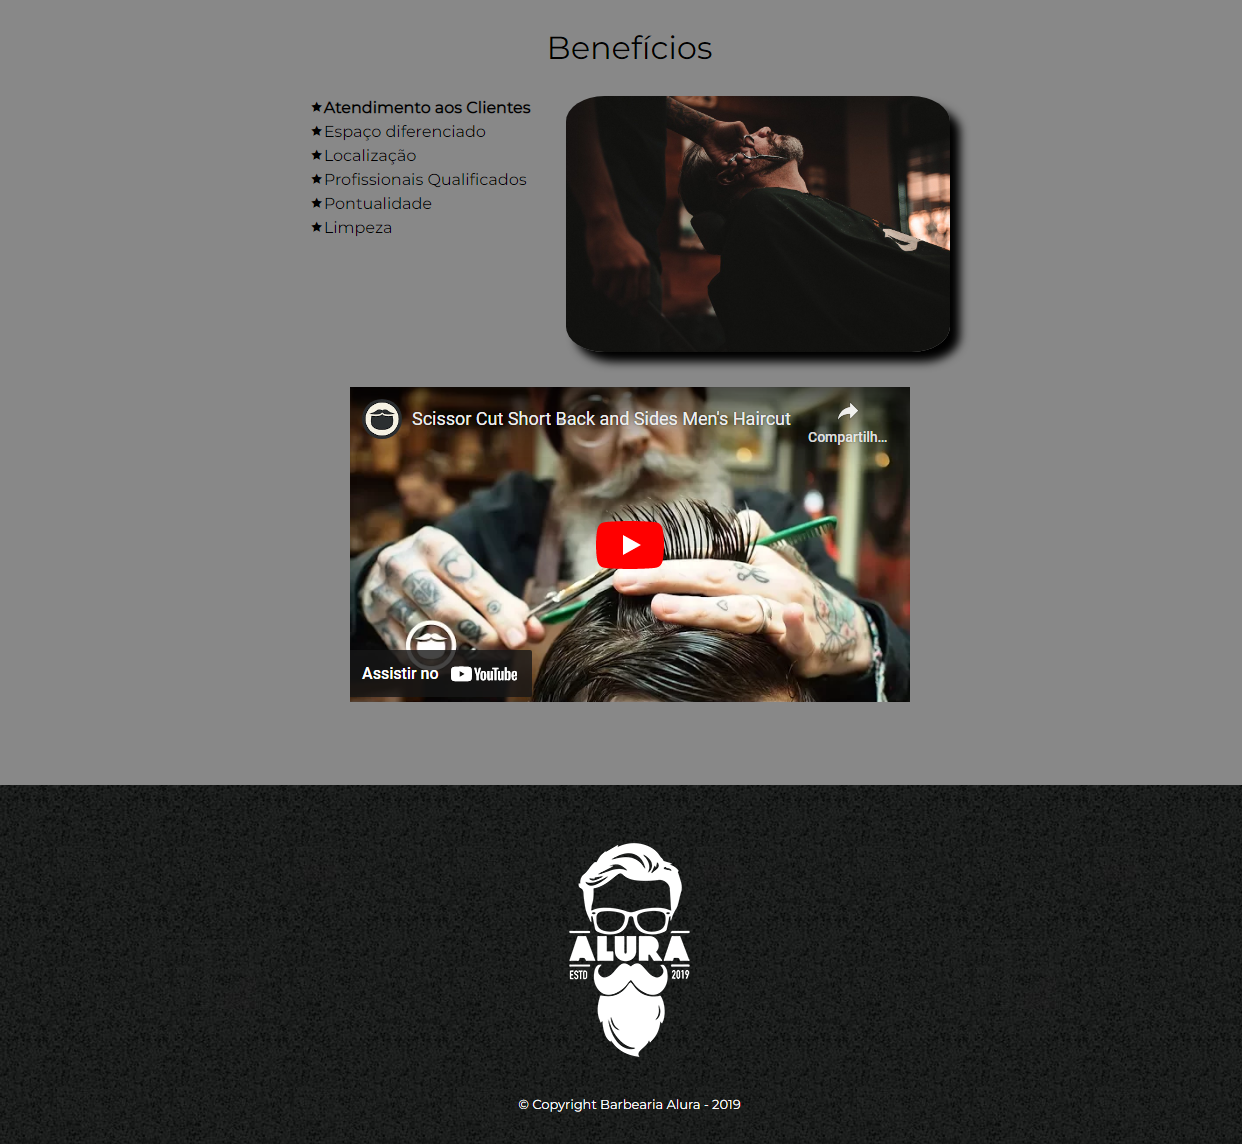 Benefícios
★Atendimento aos Clientes
★Espaço diferenciado
★Localização
★Profissionais Qualificados
★Pontualidade
★Limpeza
Scissor Cut Short Back and Sides Men's Haircut
Compartilh...
Assistir no YouTube
ALURA
ESTD 2019
© Copyright Barbearia Alura - 2019